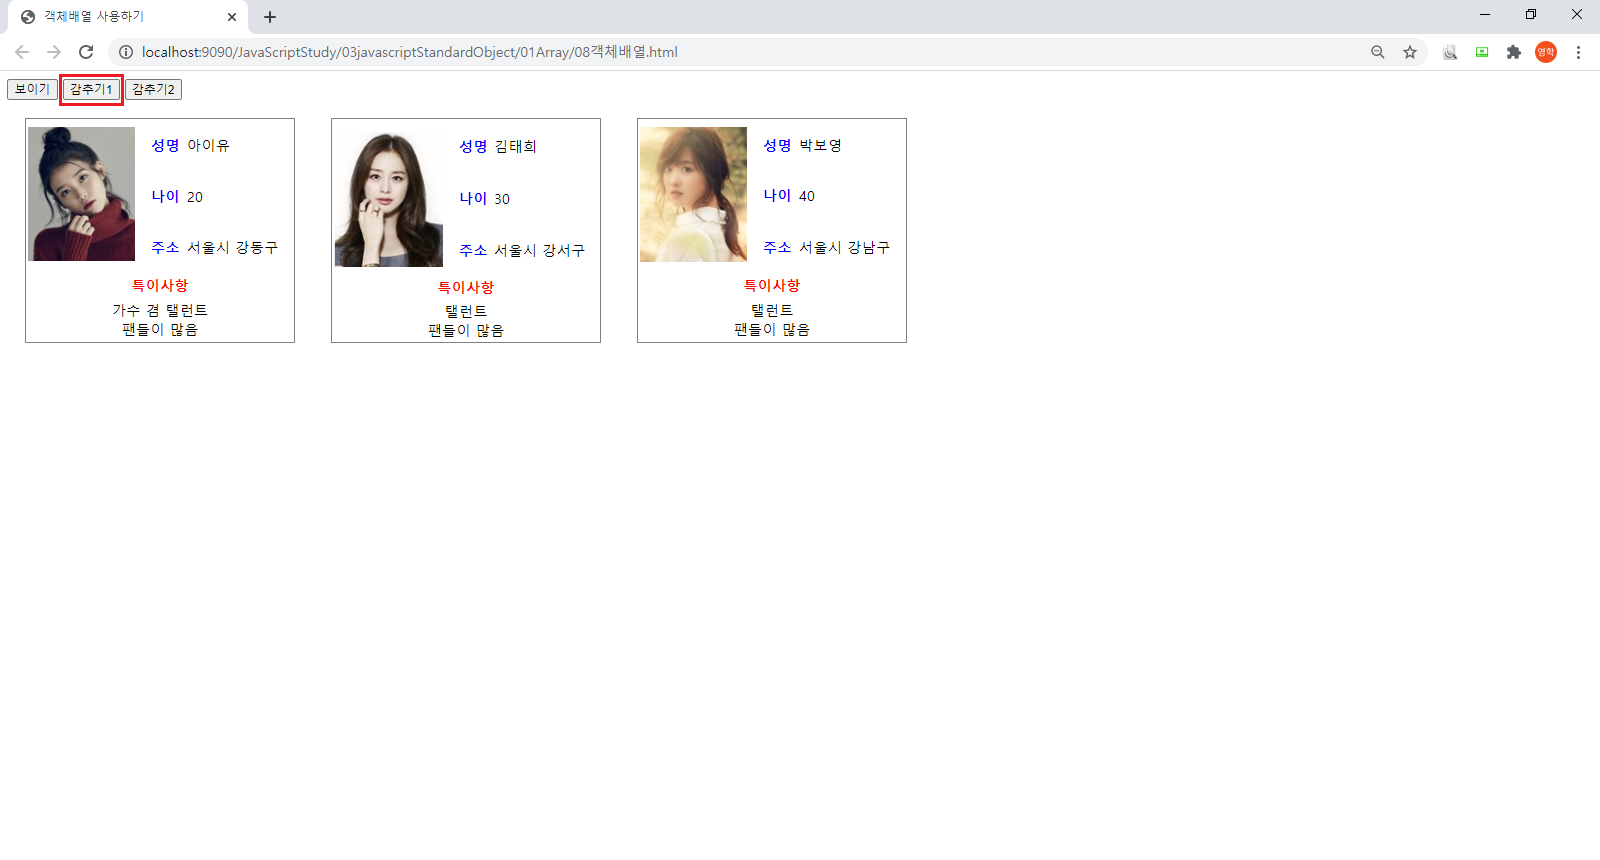 객체배열 사용하기
localhost:9090/JavaScriptStudy/03javascriptStandardObject/01Array/08객체배열.html
영학
보이기 감추기1 감추기2
성명 아이유
나이 20
주소 서울시 강동구
특이사항
가수 겸 탤런트
팬들이 많음
성명 김태희
나이 30
주소 서울시 강서구
특이사항
탤런트
팬들이 많음
성명 박보영
나이 40
주소 서울시 강남구
특이사항
탤런트
팬들이 많음